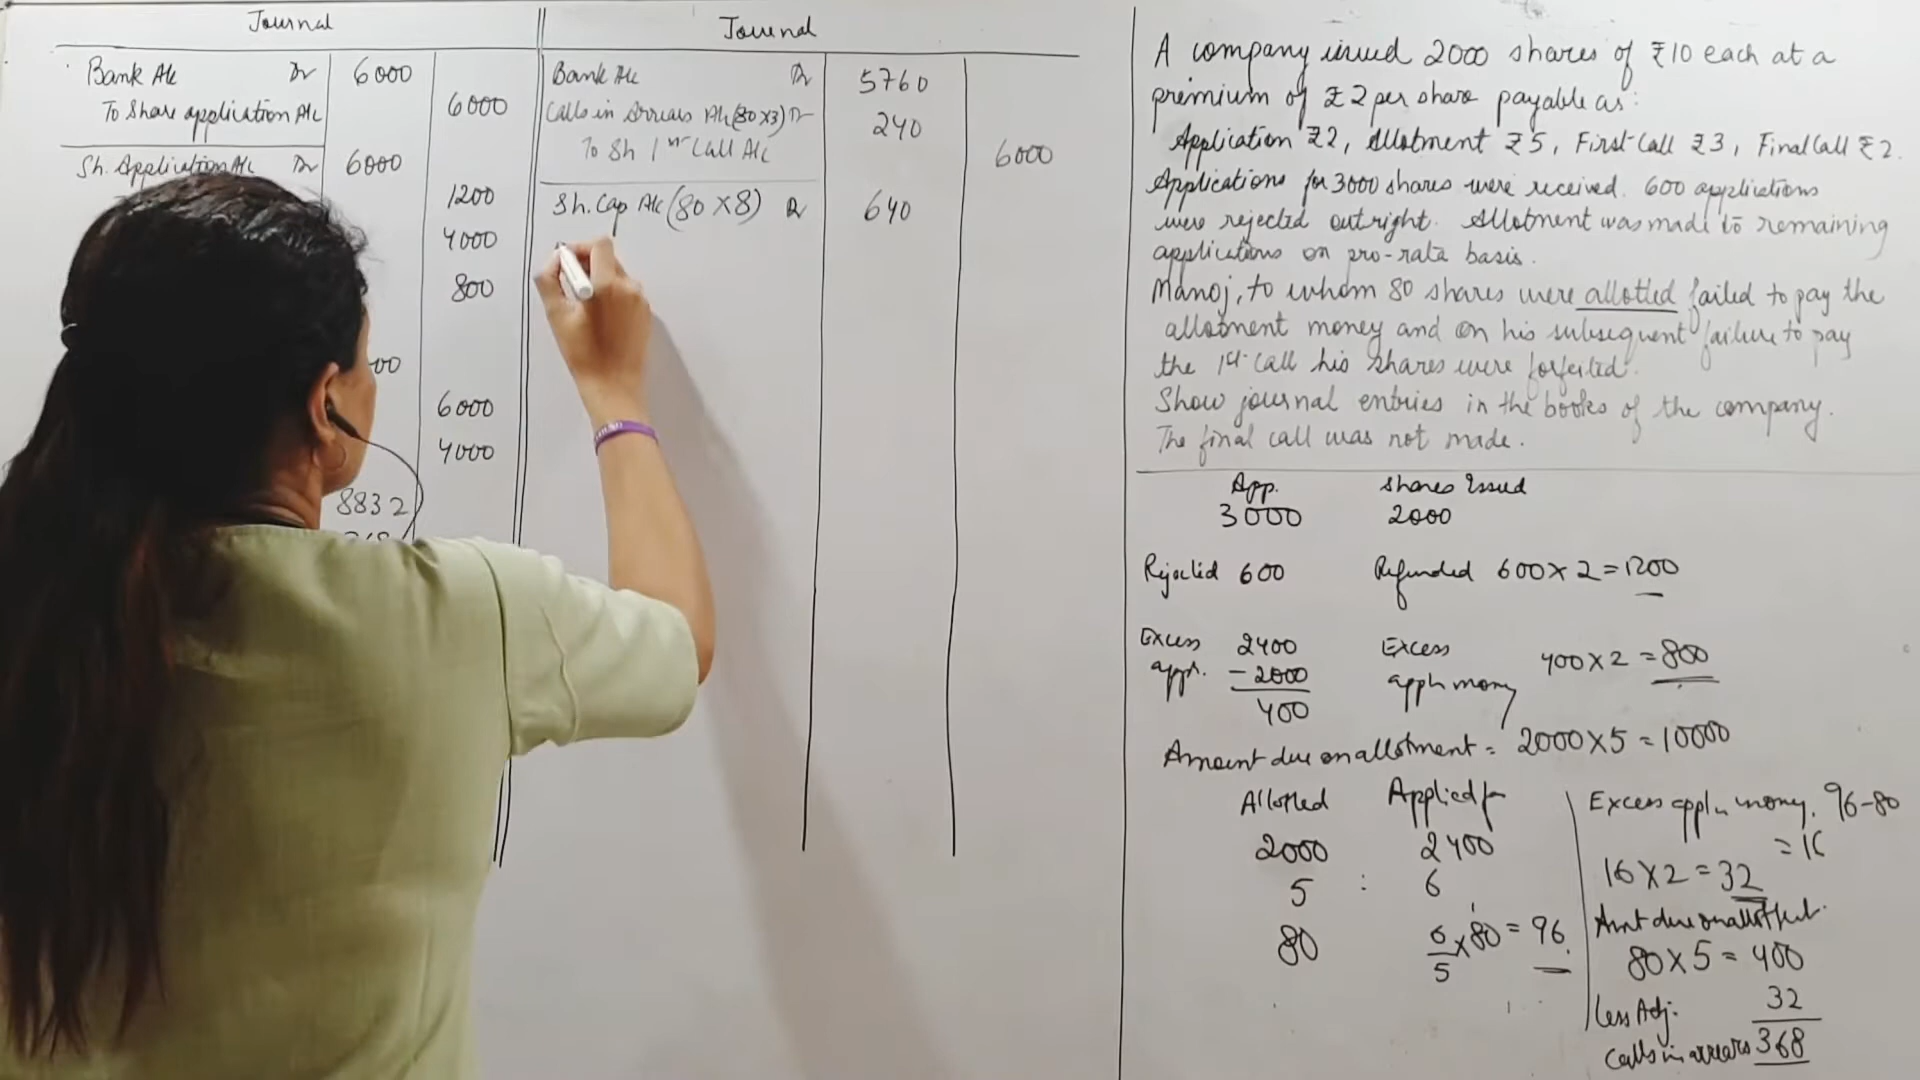 Journal
Bank A/c Dr 6000
To Share application A/c 6000
Sh. Application A/c Dr 6000
1200
4000
800
6000
4000
8832
Journal
Bank A/c Dr 5760
Calls in Arrears A/c (80x3) Dr 240
To Sh 1st Call A/c 6000
Sh. Cap A/c (80 x 8) Dr 640
A company issued 2000 shares of ₹10 each at a
premium of ₹2 per share payable as:
Application ₹2, Allotment ₹5, First Call ₹3, Final Call ₹2.
Applications for 3000 shares were received. 600 applications
were rejected outright. Allotment was made to remaining
applications on pro-rata basis.
Manoj, to whom 80 shares were allotted failed to pay the
allotment money and on his subsequent failure to pay
the 1st call his shares were forfeited.
Show journal entries in the books of the company.
The final call was not made.
App. Shares Issued
3000 2000
Rejected 600 Refunded 600 x 2 = 1200
Excess 2400 Excess 400 x 2 = 800
appl. - 2000 appln money
400
Amount due on allotment = 2000 x 5 = 10000
Allotted Applied for
2000 2400
5 : 6
80 6/5 x 80 = 96
Excess appln money. 96-80
= 16
16 x 2 = 32
Amt due on allotment.
80 x 5 = 400
Less Adj. 32
Calls in arrears 368